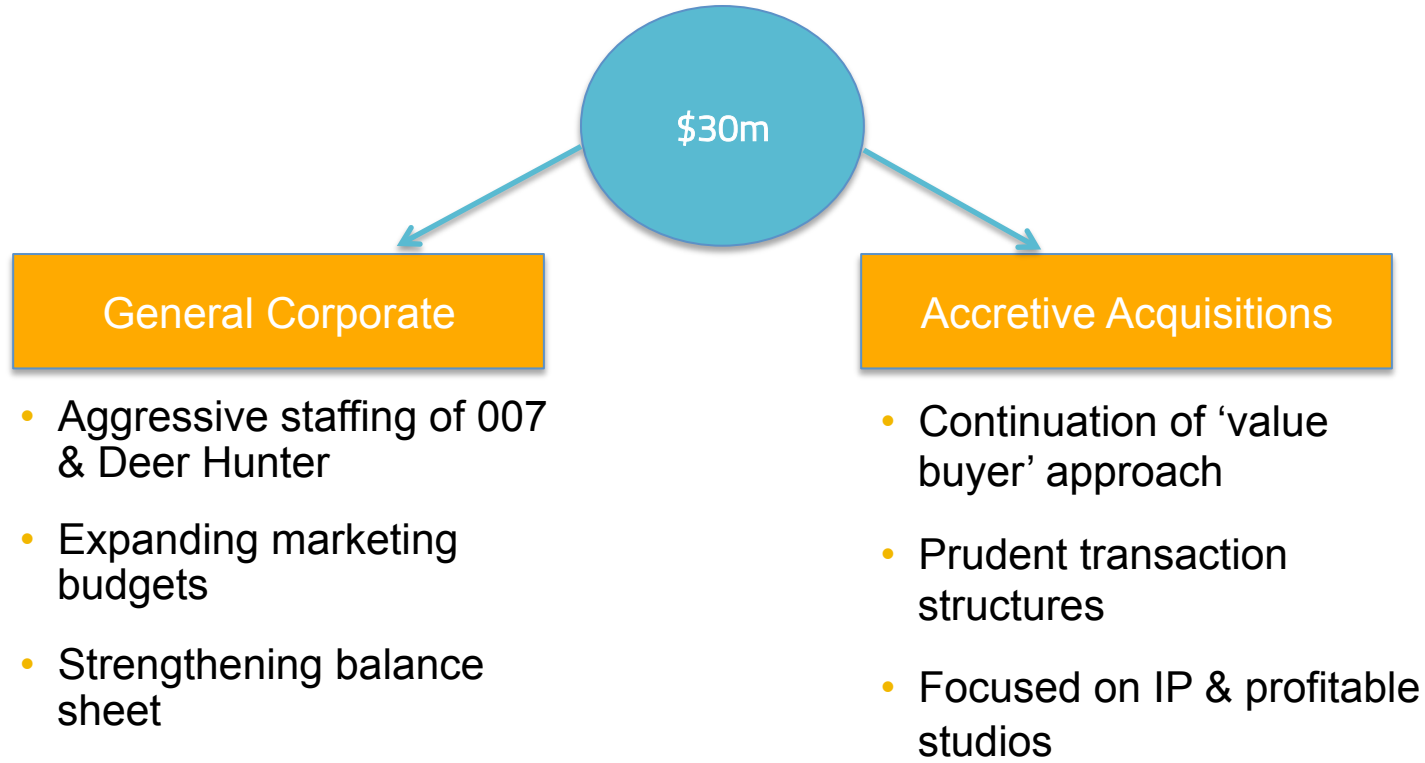 $30m
General Corporate
• Aggressive staffing of 007
& Deer Hunter
• Expanding marketing
budgets
• Strengthening balance
sheet
Accretive Acquisitions
• Continuation of ‘value
buyer’ approach
• Prudent transaction
structures
• Focused on IP & profitable
studios